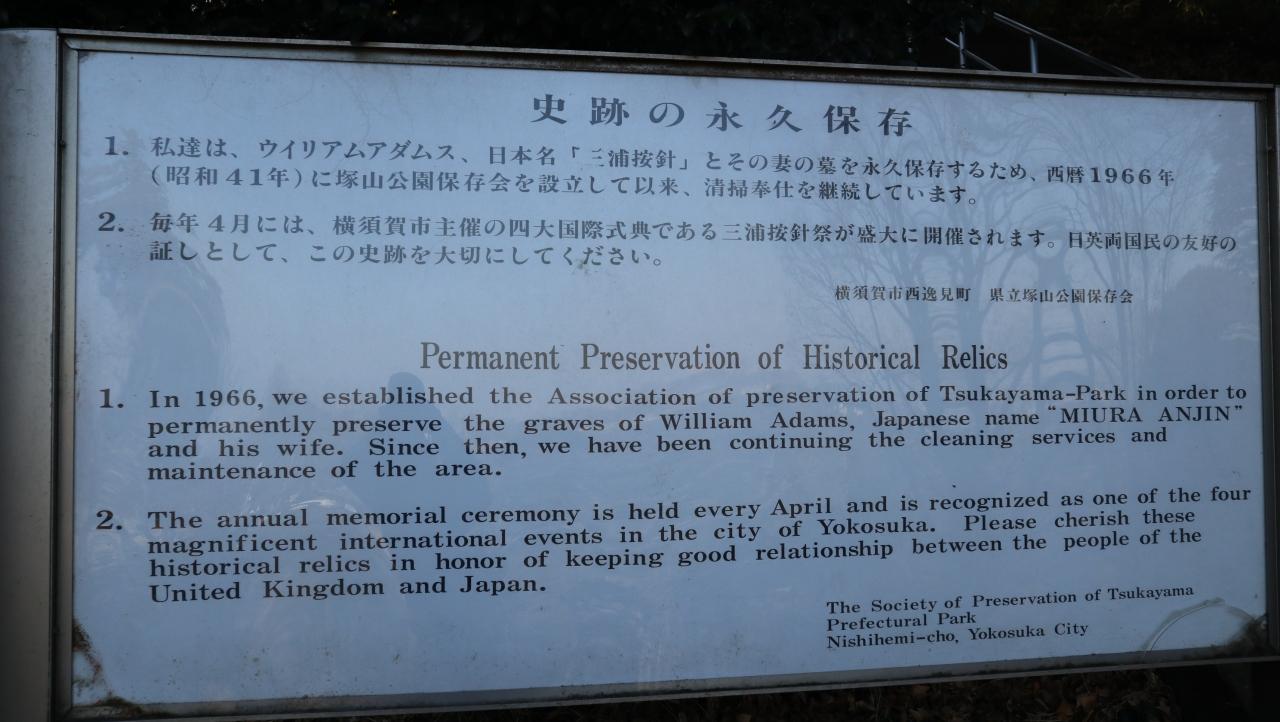 史跡の永久保存
1. 私達は、ウイリアムアダムス、日本名「三浦按針」とその妻の墓を永久保存するため、西暦1966年
(昭和41年)に塚山公園保存会を設立して以来、清掃奉仕を継続しています。
2. 毎年4月には、横須賀市主催の四大国際式典である三浦按針祭が盛大に開催されます。日英両国民の友好の
証しとして、この史跡を大切にしてください。
横須賀市西逸見町 県立塚山公園保存会
Permanent Preservation of Historical Relics
1. In 1966, we established the Association of preservation of Tsukayama-Park in order to
permanently preserve the graves of William Adams, Japanese name "MIURA ANJIN"
and his wife. Since then, we have been continuing the cleaning services and
maintenance of the area.
2. The annual memorial ceremony is held every April and is recognized as one of the four
magnificent international events in the city of Yokosuka. Please cherish these
historical relics in honor of keeping good relationship between the people of the
United Kingdom and Japan.
The Society of Preservation of Tsukayama
Prefectural Park
Nishihemi-cho, Yokosuka City